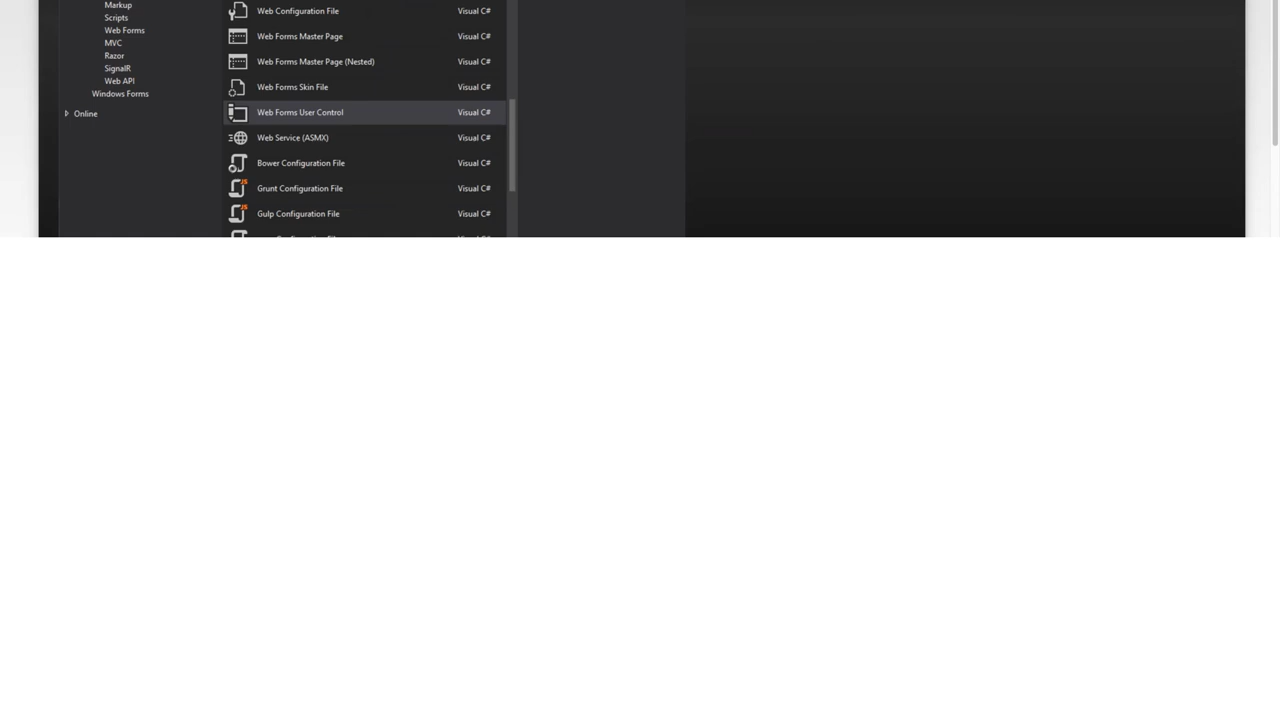 Markup
Scripts
Web Forms
MVC
Razor
SignalR
Web API
Windows Forms
Online
Web Configuration File Visual C#
Web Forms Master Page Visual C#
Web Forms Master Page (Nested) Visual C#
Web Forms Skin File Visual C#
Web Forms User Control Visual C#
Web Service (ASMX) Visual C#
Bower Configuration File Visual C#
Grunt Configuration File Visual C#
Gulp Configuration File Visual C#